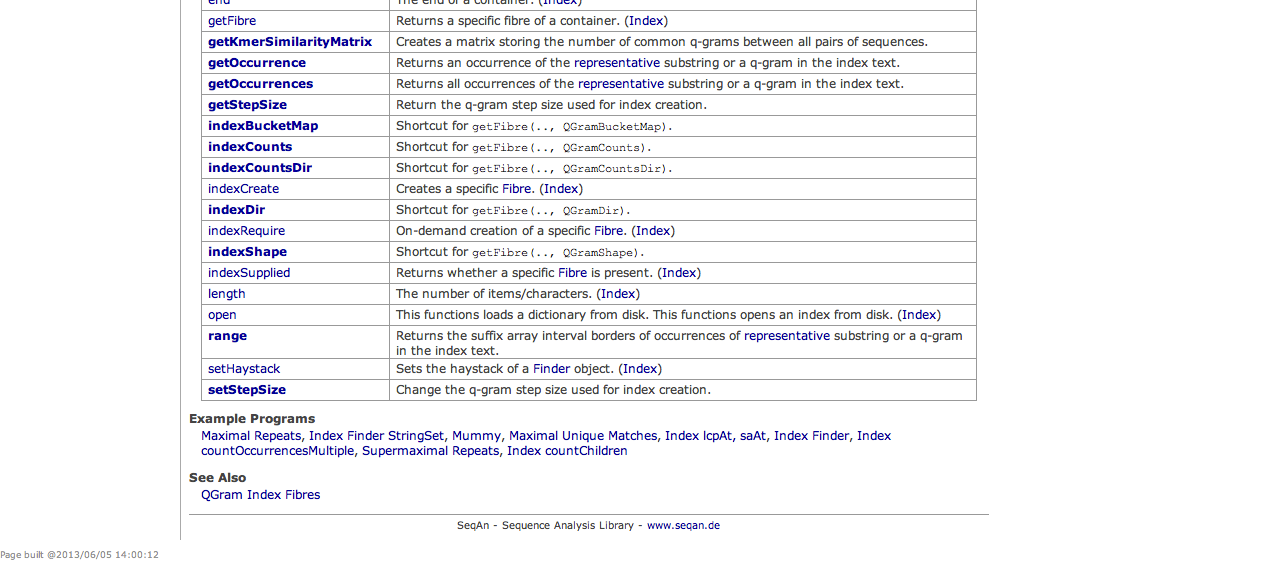 end The end of a container. (Index)
getFibre Returns a specific fibre of a container. (Index)
getKmerSimilarityMatrix Creates a matrix storing the number of common q-grams between all pairs of sequences.
getOccurrence Returns an occurrence of the representative substring or a q-gram in the index text.
getOccurrences Returns all occurrences of the representative substring or a q-gram in the index text.
getStepSize Return the q-gram step size used for index creation.
indexBucketMap Shortcut for getFibre(.., QGramBucketMap).
indexCounts Shortcut for getFibre(.., QGramCounts).
indexCountsDir Shortcut for getFibre(.., QGramCountsDir).
indexCreate Creates a specific Fibre. (Index)
indexDir Shortcut for getFibre(.., QGramDir).
indexRequire On-demand creation of a specific Fibre. (Index)
indexShape Shortcut for getFibre(.., QGramShape).
indexSupplied Returns whether a specific Fibre is present. (Index)
length The number of items/characters. (Index)
open This functions loads a dictionary from disk. This functions opens an index from disk. (Index)
range Returns the suffix array interval borders of occurrences of representative substring or a q-gram
in the index text.
setHaystack Sets the haystack of a Finder object. (Index)
setStepSize Change the q-gram step size used for index creation.
Example Programs
Maximal Repeats, Index Finder StringSet, Mummy, Maximal Unique Matches, Index lcpAt, saAt, Index Finder, Index
countOccurrencesMultiple, Supermaximal Repeats, Index countChildren
See Also
QGram Index Fibres
SeqAn - Sequence Analysis Library - www.seqan.de
Page built @2013/06/05 14:00:12